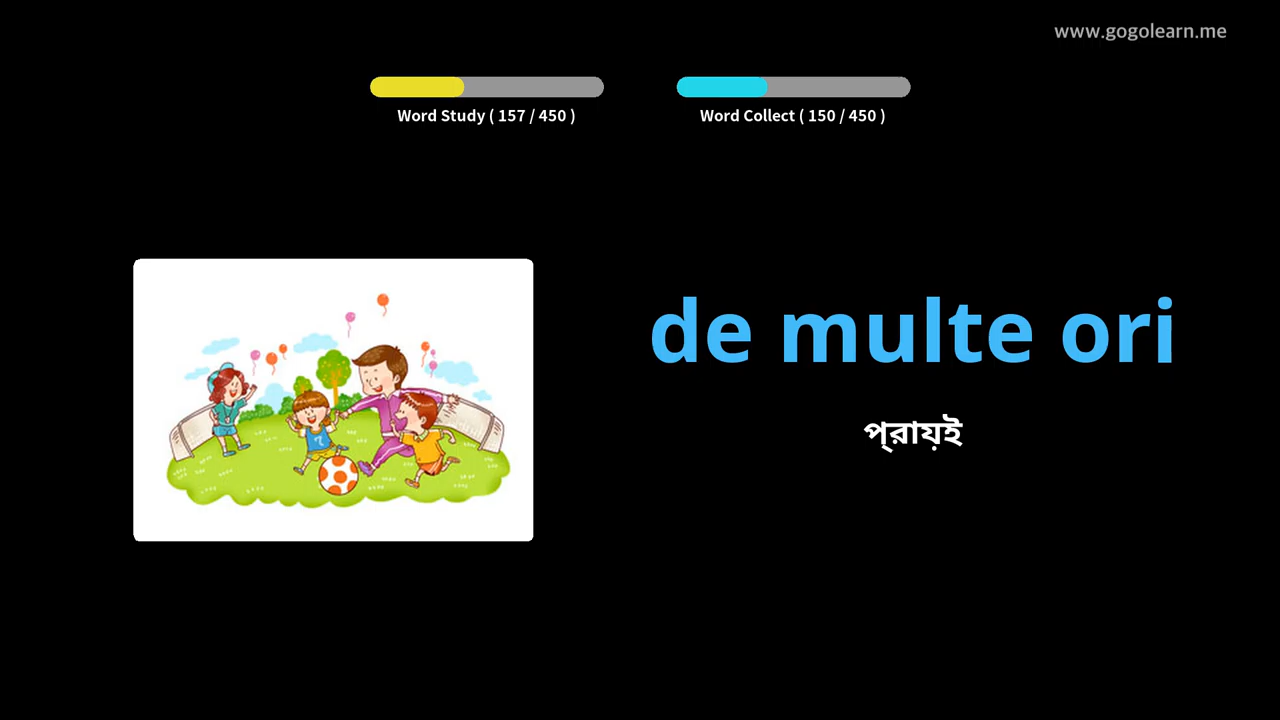 www.gogolearn.me
Word Study ( 157 / 450 )
Word Collect ( 150 / 450 )
de multe ori
প্রায়ই